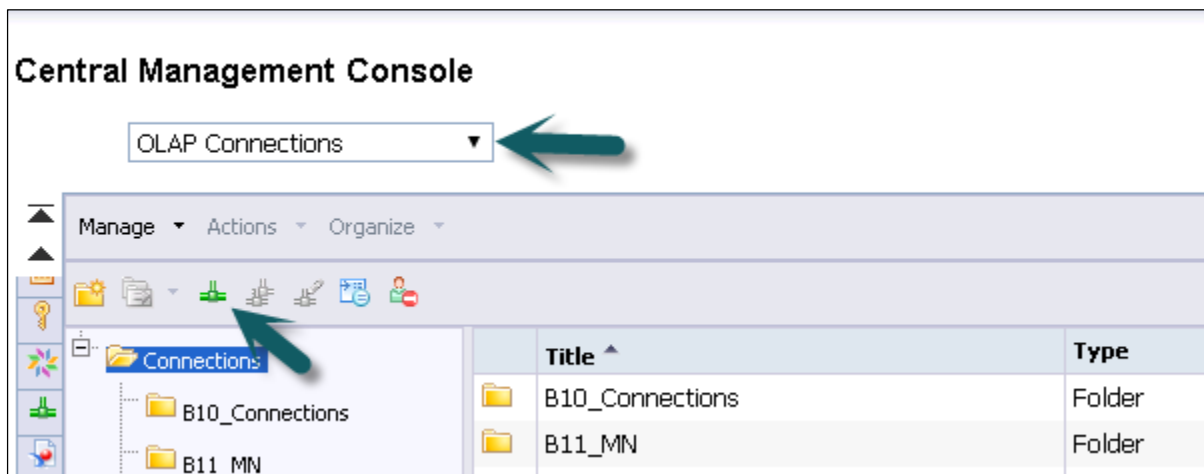 Central Management Console
OLAP Connections
Manage Actions Organize
Connections
B10_Connections
B11_MN
Title Type
B10_Connections Folder
B11_MN Folder